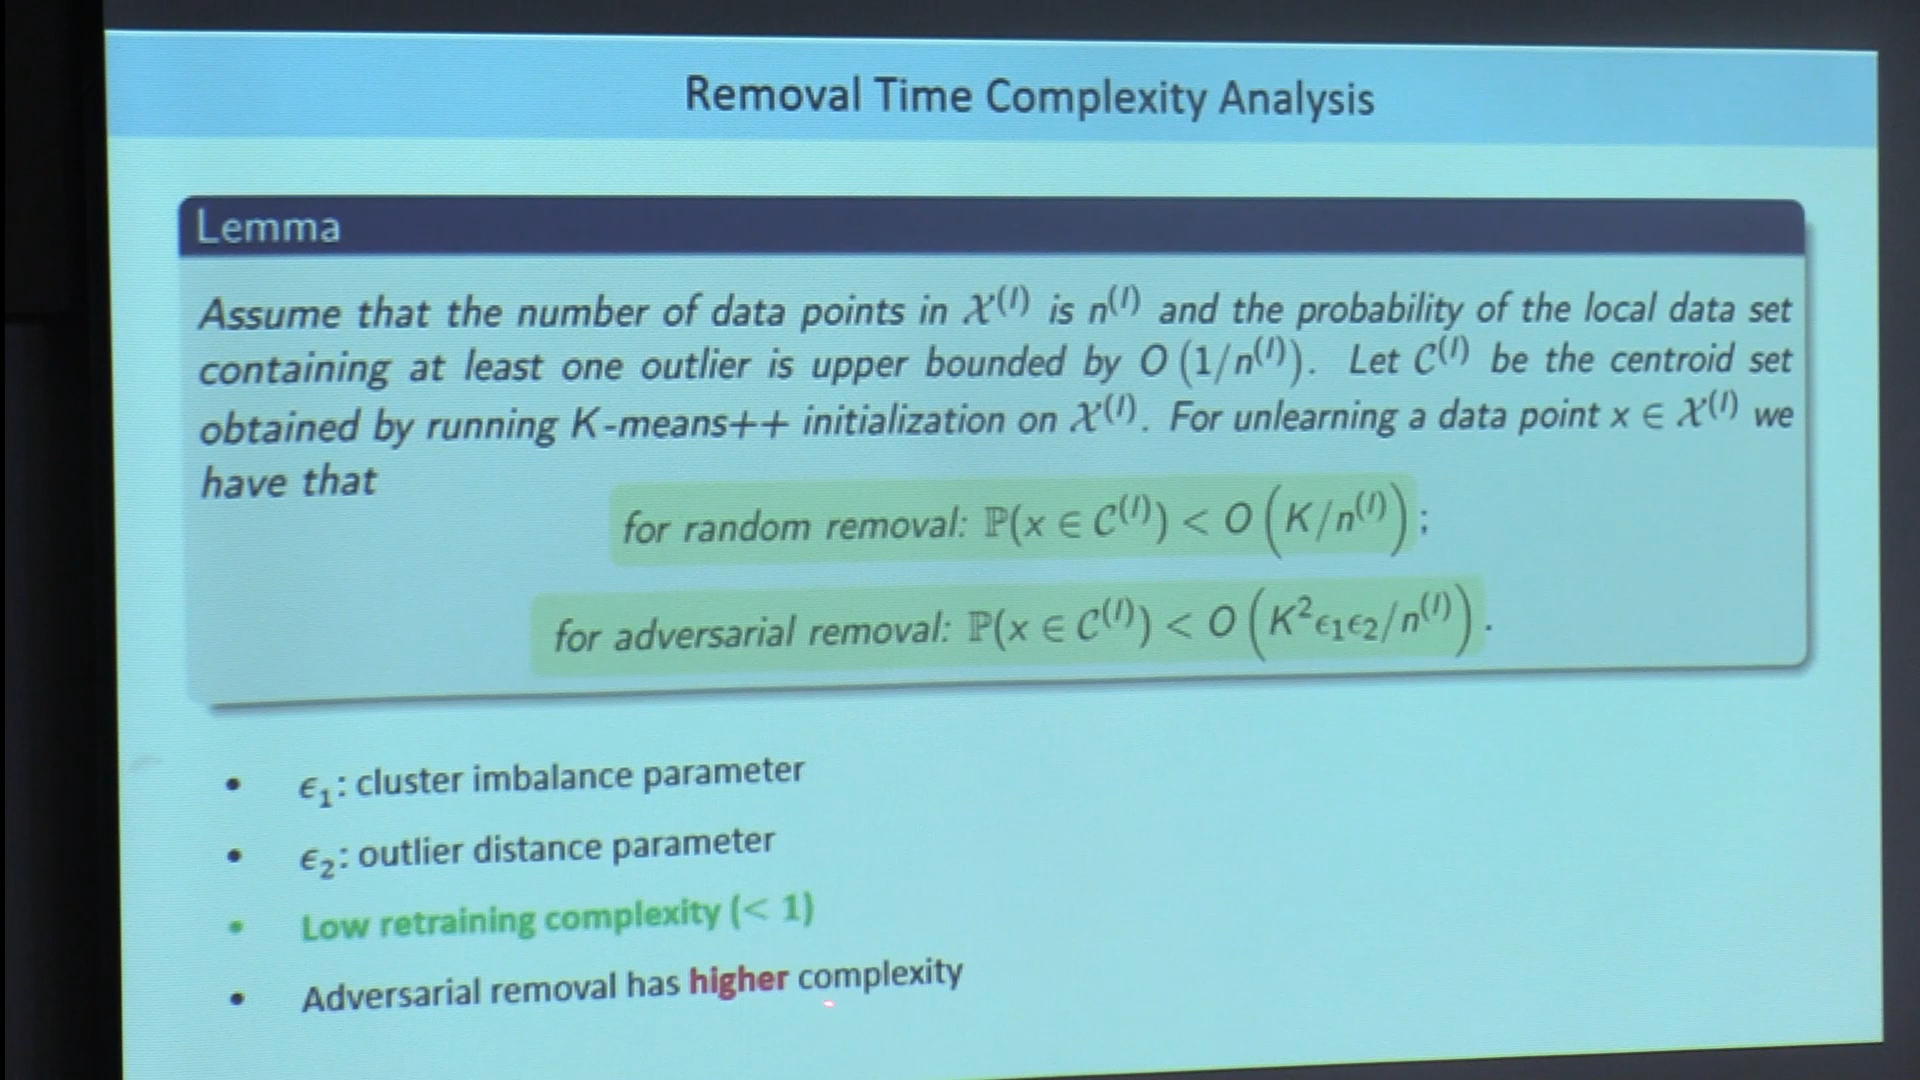 Removal Time Complexity Analysis
Lemma
Assume that the number of data points in 𝒳⁽ˡ⁾ is n⁽ˡ⁾ and the probability of the local data set
containing at least one outlier is upper bounded by O (1/n⁽ˡ⁾). Let C⁽ˡ⁾ be the centroid set
obtained by running K-means++ initialization on 𝒳⁽ˡ⁾. For unlearning a data point x ∈ 𝒳⁽ˡ⁾ we
have that
for random removal: ℙ(x ∈ C⁽ˡ⁾) < O (K/n⁽ˡ⁾) ;
for adversarial removal: ℙ(x ∈ C⁽ˡ⁾) < O (K²ϵ₁ϵ₂/n⁽ˡ⁾) .
• ϵ₁: cluster imbalance parameter
• ϵ₂: outlier distance parameter
• Low retraining complexity (< 1)
• Adversarial removal has higher complexity